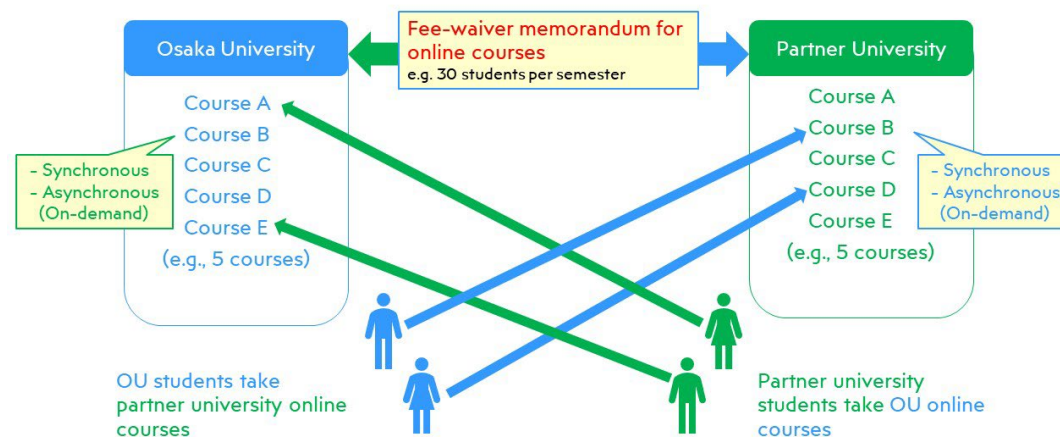 Osaka University
Fee-waiver memorandum for
online courses
e.g. 30 students per semester
Partner University
Course A
Course B
Course C
Course D
Course E
(e.g., 5 courses)
- Synchronous
- Asynchronous
(On-demand)
Course A
Course B
Course C
Course D
Course E
(e.g., 5 courses)
- Synchronous
- Asynchronous
(On-demand)
OU students take
partner university online
courses
Partner university
students take OU online
courses